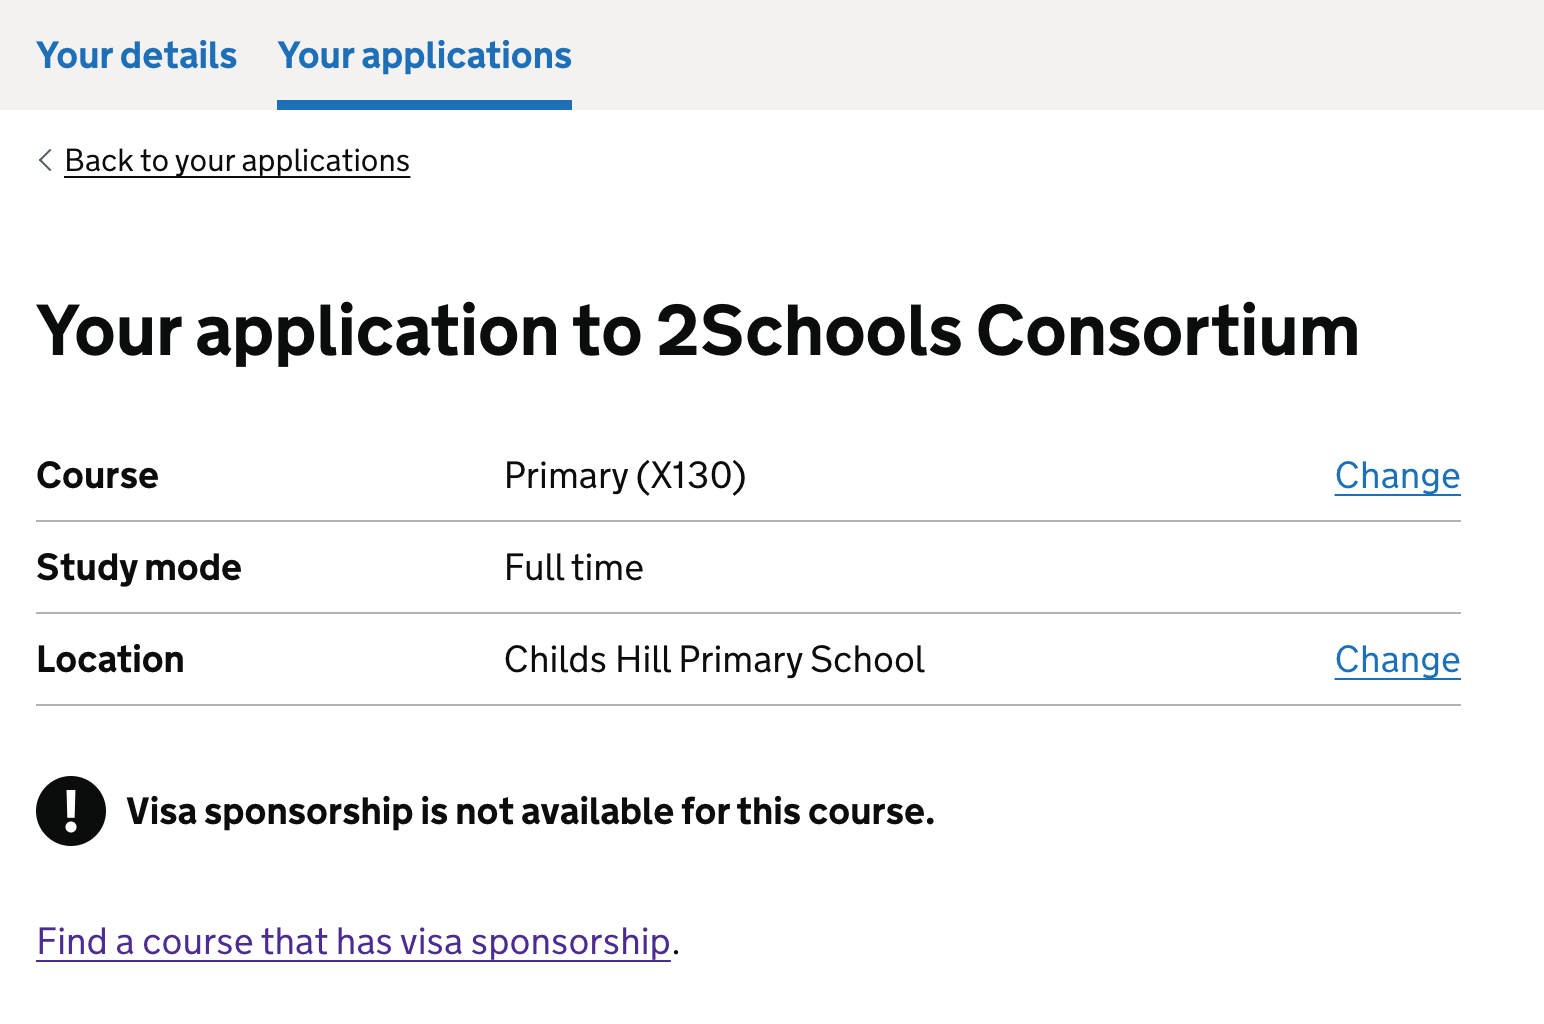 Your details Your applications
Back to your applications
Your application to 2Schools Consortium
Course Primary (X130) Change
Study mode Full time
Location Childs Hill Primary School Change
! Visa sponsorship is not available for this course.
Find a course that has visa sponsorship.